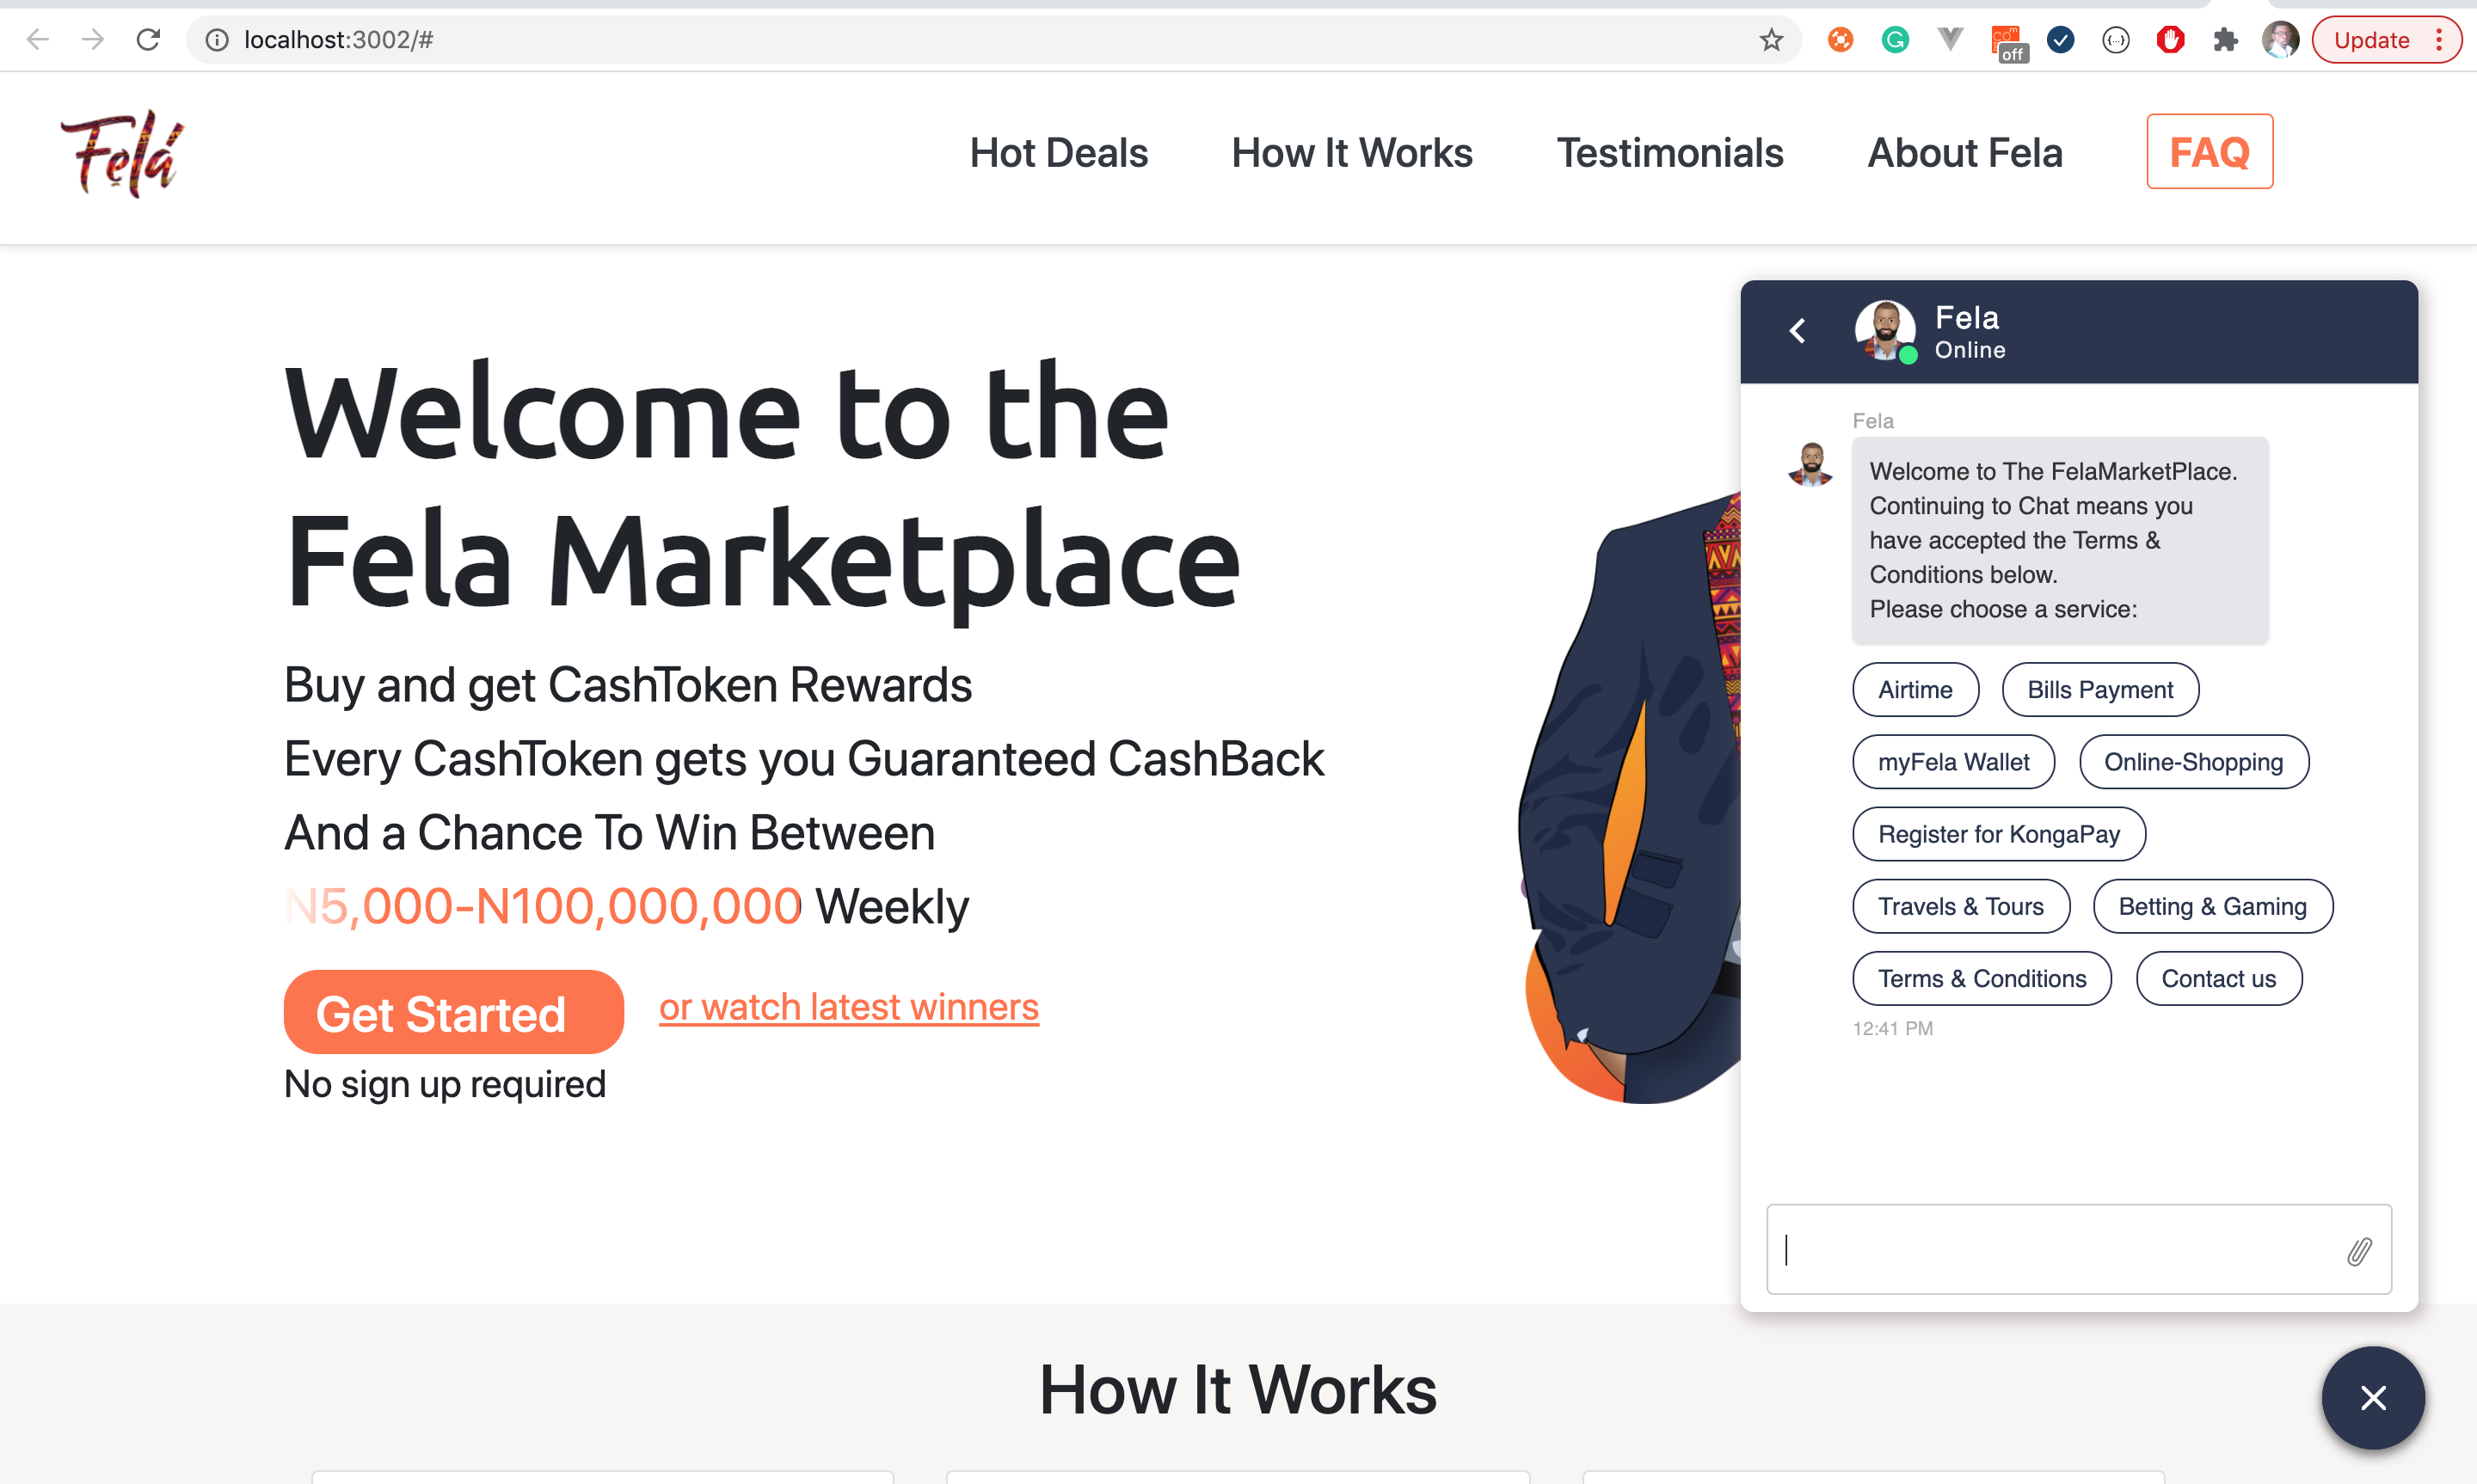 localhost:3002/#
off
Update
Fẹlá
Hot Deals
How It Works
Testimonials
About Fela
FAQ
Welcome to the
Fela Marketplace
Buy and get CashToken Rewards
Every CashToken gets you Guaranteed CashBack
And a Chance To Win Between
N5,000-N100,000,000 Weekly
Get Started
or watch latest winners
No sign up required
Fela
Online
Fela
Welcome to The FelaMarketPlace.
Continuing to Chat means you
have accepted the Terms &
Conditions below.
Please choose a service:
Airtime
Bills Payment
myFela Wallet
Online-Shopping
Register for KongaPay
Travels & Tours
Betting & Gaming
Terms & Conditions
Contact us
12:41 PM
How It Works